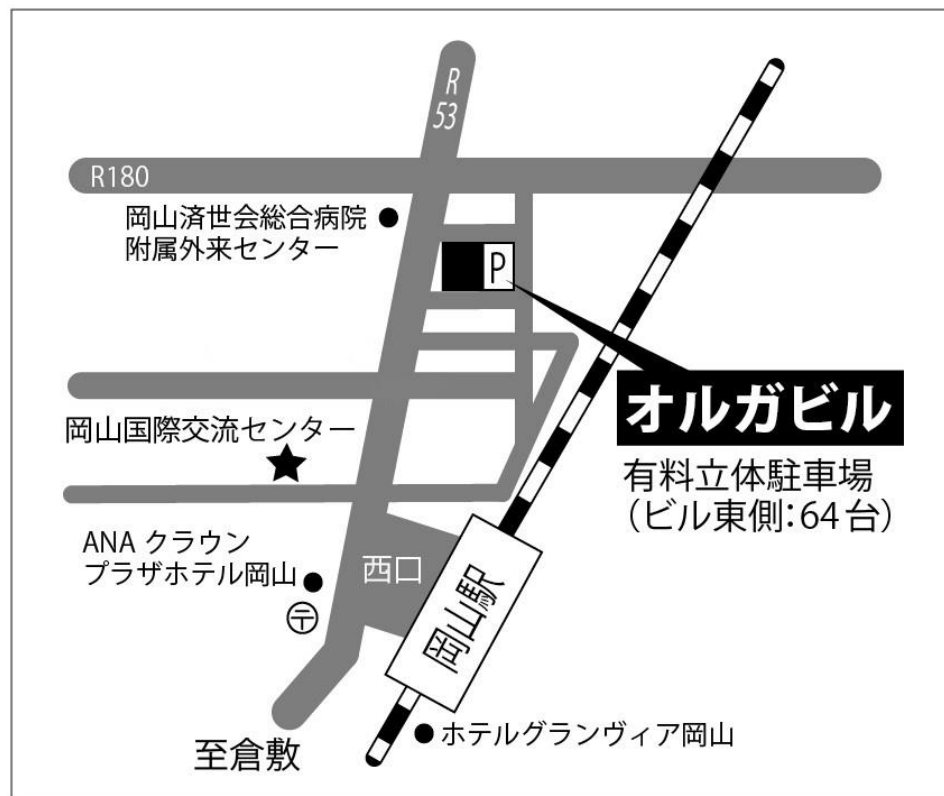 R
53
R180
岡山済世会総合病院
附属外来センター
P
オルガビル
有料立体駐車場
(ビル東側:64台)
岡山国際交流センター
ANA クラウン
プラザホテル岡山
〒
西口
岡山駅
ホテルグランヴィア岡山
至倉敷